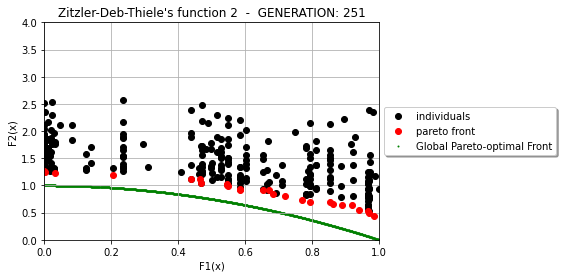 Zitzler-Deb-Thiele's function 2 - GENERATION: 251
4.0
3.5
3.0
2.5
2.0
1.5
1.0
0.5
0.0
F2(x)
0.0 0.2 0.4 0.6 0.8 1.0
F1(x)
individuals
pareto front
Global Pareto-optimal Front